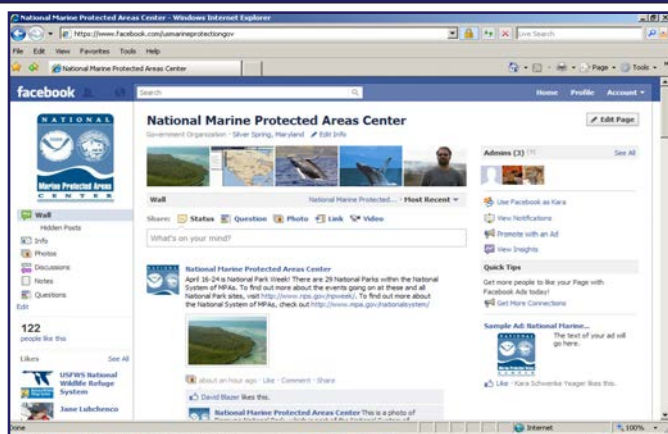 National Marine Protected Areas Center - Windows Internet Explorer
https://www.facebook.com/usmarineprotectiongov
Live Search
File Edit View Favorites Tools Help
National Marine Protected Areas Center
Page Tools
facebook
Search
Home Profile Account
NATIONAL
Marine Protected Areas
CENTER
Wall
Hidden Posts
Info
Photos
Discussions
Notes
Questions
Edit
122
people like this
Likes See All
USFWS National
Wildlife Refuge
System
Jane Lubchenco
National Marine Protected Areas Center
Government Organization · Silver Spring, Maryland Edit Info
Wall National Marine Protected... · Most Recent
Share: Status Question Photo Link Video
What's on your mind?
National Marine Protected Areas Center
April 16-24 is National Park Week! There are 29 National Parks within the National
System of MPAs. To find out more about the events going on at these and all
National Park sites, visit http://www.nps.gov/npweek/. To find out more about
the National System of MPAs, check out http://www.mpa.gov/nationalsystem/
about an hour ago · Like · Comment · Share
David Blazer likes this.
National Marine Protected Areas Center This is a photo of
Edit Page
Admins (3) [?] See All
Use Facebook as Kara
View Notifications
Promote with an Ad
View Insights
Quick Tips
Get more people to like your Page with
Facebook Ads today!
Get More Connections
Sample Ad: National Marine...
The text of your ad will
go here.
Like · Kara Schwenke Yeager likes this.
Done
Internet
100%